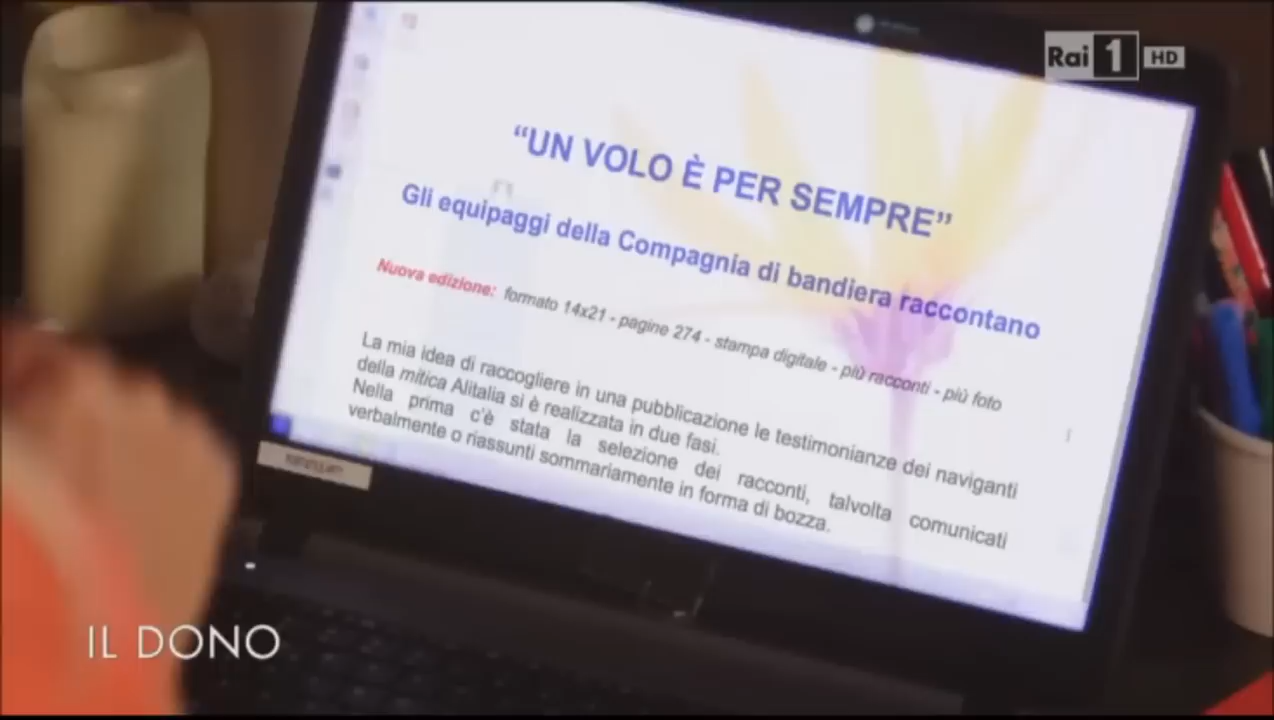 Rai 1 HD
“UN VOLO È PER SEMPRE”
Gli equipaggi della Compagnia di bandiera raccontano
Nuova edizione: formato 14x21 - pagine 274 - stampa digitale - più racconti - più foto
La mia idea di raccogliere in una pubblicazione le testimonianze dei naviganti
della mitica Alitalia si è realizzata in due fasi.
Nella prima c'è stata la selezione dei racconti, talvolta comunicati
verbalmente o riassunti sommariamente in forma di bozza.
IL DONO